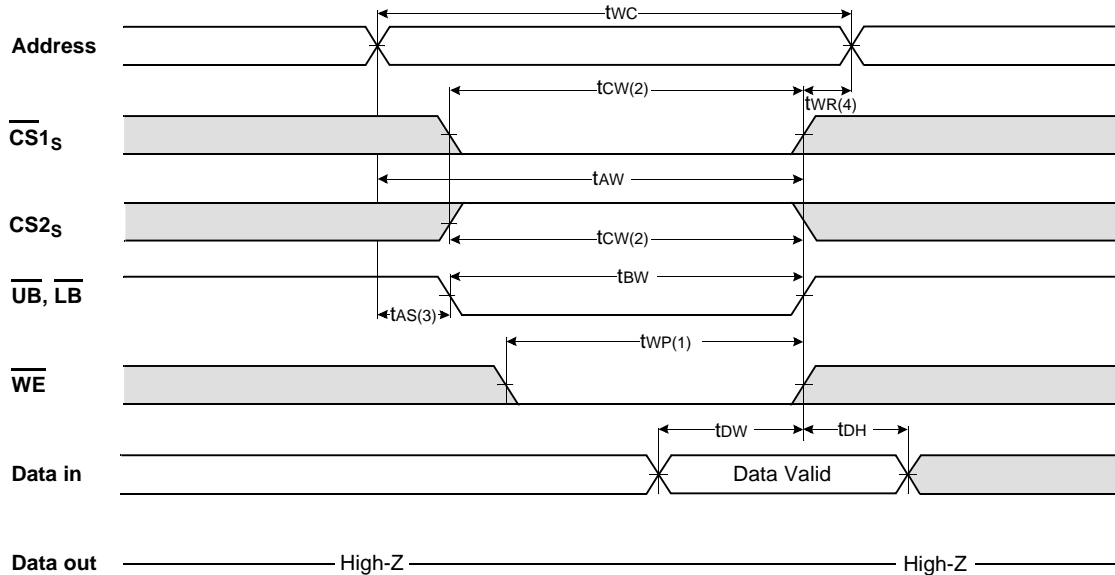 tWC
Address
tCW(2)
tWR(4)
CS1S
tAW
CS2S
tCW(2)
tBW
UB, LB
tAS(3)
tWP(1)
WE
tDW
tDH
Data in
Data Valid
Data out
High-Z
High-Z